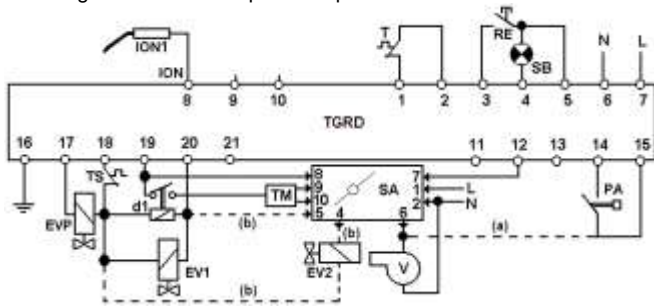 T
RE
ION1
SB
N
L
ION
8
9
10
1
2
3
4
5
6
7
TGRD
16
17
18
19
20
21
11
12
13
14
15
TS
8
9
10
5
TM
SA
7
1
2
L
N
PA
d1
4
6
(b)
(b)
(a)
EVP
EV1
EV2
V
(b)